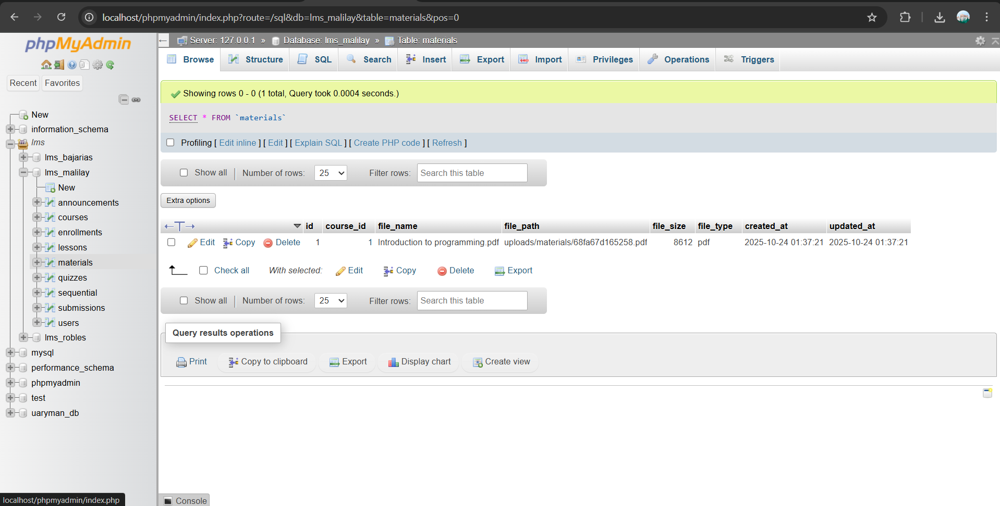 localhost/phpmyadmin/index.php?route=/sql&db=lms_malilay&table=materials&pos=0
phpMyAdmin
Recent Favorites
New
information_schema
lms
lms_bajarias
lms_malilay
New
announcements
courses
enrollments
lessons
materials
quizzes
sequential
submissions
users
lms_robles
mysql
performance_schema
phpmyadmin
test
uaryman_db
localhost/phpmyadmin/index.php
Server: 127.0.0.1 » Database: lms_malilay » Table: materials
Browse Structure SQL Search Insert Export Import Privileges Operations Triggers
Showing rows 0 - 0 (1 total, Query took 0.0004 seconds.)
SELECT * FROM `materials`
Profiling [ Edit inline ] [ Edit ] [ Explain SQL ] [ Create PHP code ] [ Refresh ]
Show all | Number of rows: 25 Filter rows: Search this table
Extra options
id course_id file_name file_path file_size file_type created_at updated_at
Edit Copy Delete 1 1 Introduction to programming.pdf uploads/materials/68fa67d165258.pdf 8612 pdf 2025-10-24 01:37:21 2025-10-24 01:37:21
Check all With selected: Edit Copy Delete Export
Show all | Number of rows: 25 Filter rows: Search this table
Query results operations
Print Copy to clipboard Export Display chart Create view
Console